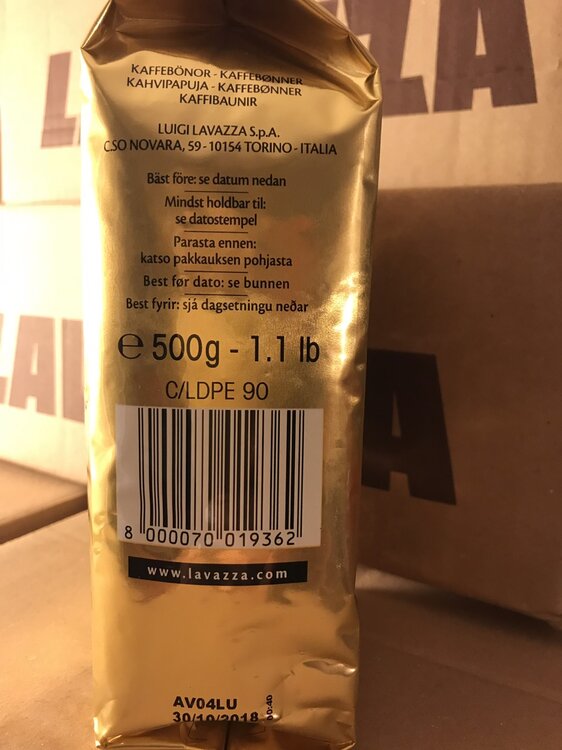 KAFFEBÖNOR - KAFFEBØNNER
KAHVIPAPUJA - KAFFEBØNNER
KAFFIBAUNIR
LUIGI LAVAZZA S.p.A.
C.SO NOVARA, 59 - 10154 TORINO - ITALIA
Bäst före: se datum nedan
Mindst holdbar til:
se datostempel
Parasta ennen:
katso pakkauksen pohjasta
Best før dato: se bunnen
Best fyrir: sjá dagsetningu neðar
℮ 500g - 1.1 lb
C/LDPE 90
8 000070 019362
www.lavazza.com
AV04LU
30/10/2018
00:40